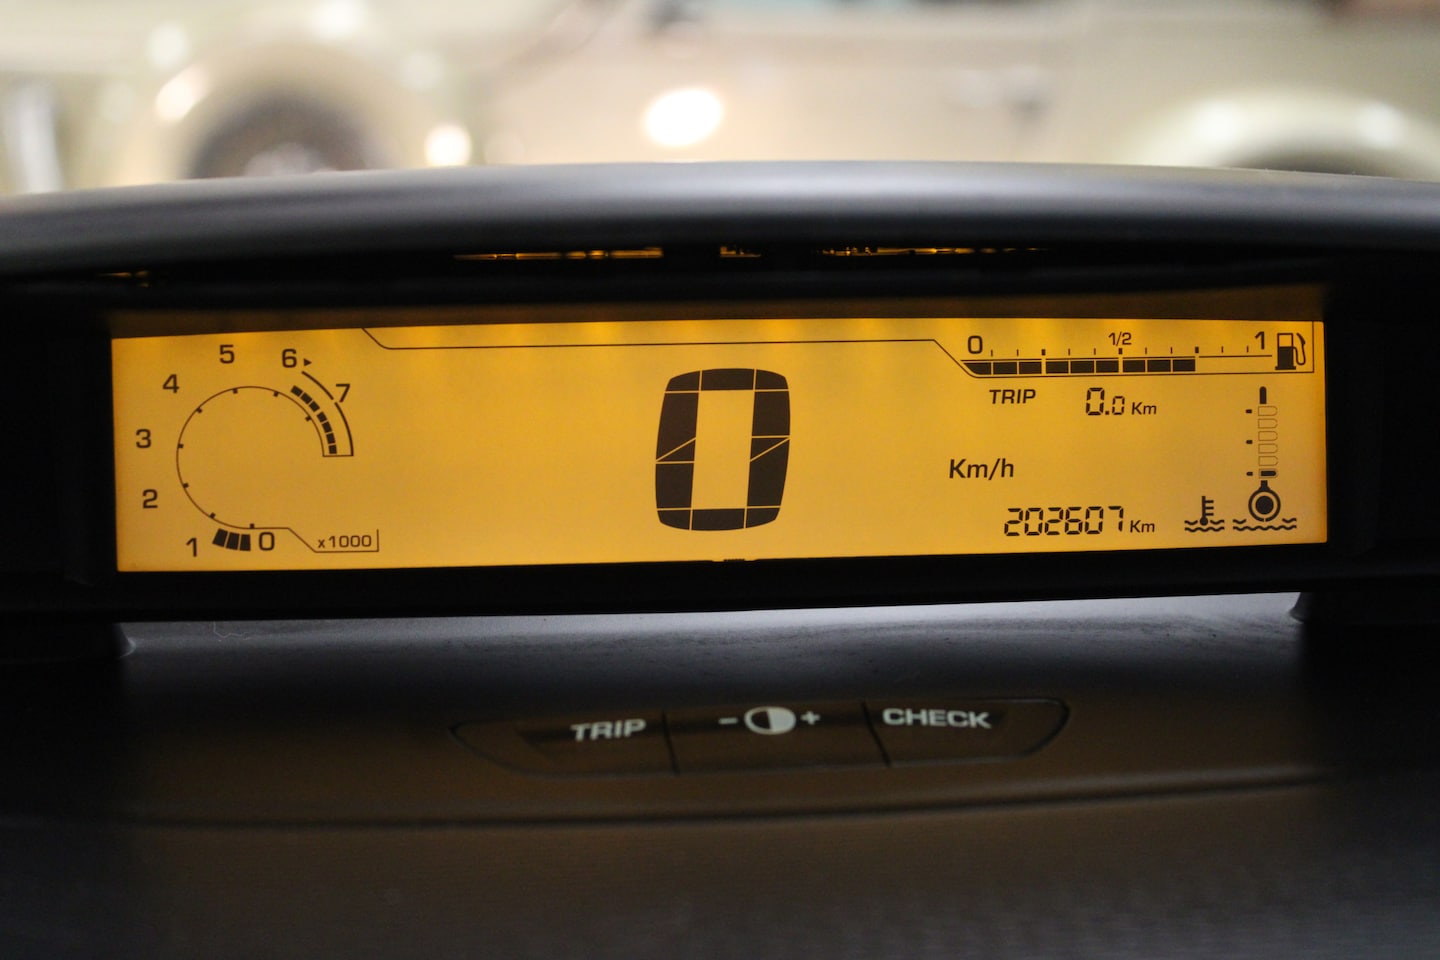 0 1/2 1
TRIP 0.0 Km
Km/h
202607 Km
0
0 1 2 3 4 5 6 7
x1000
TRIP - + CHECK